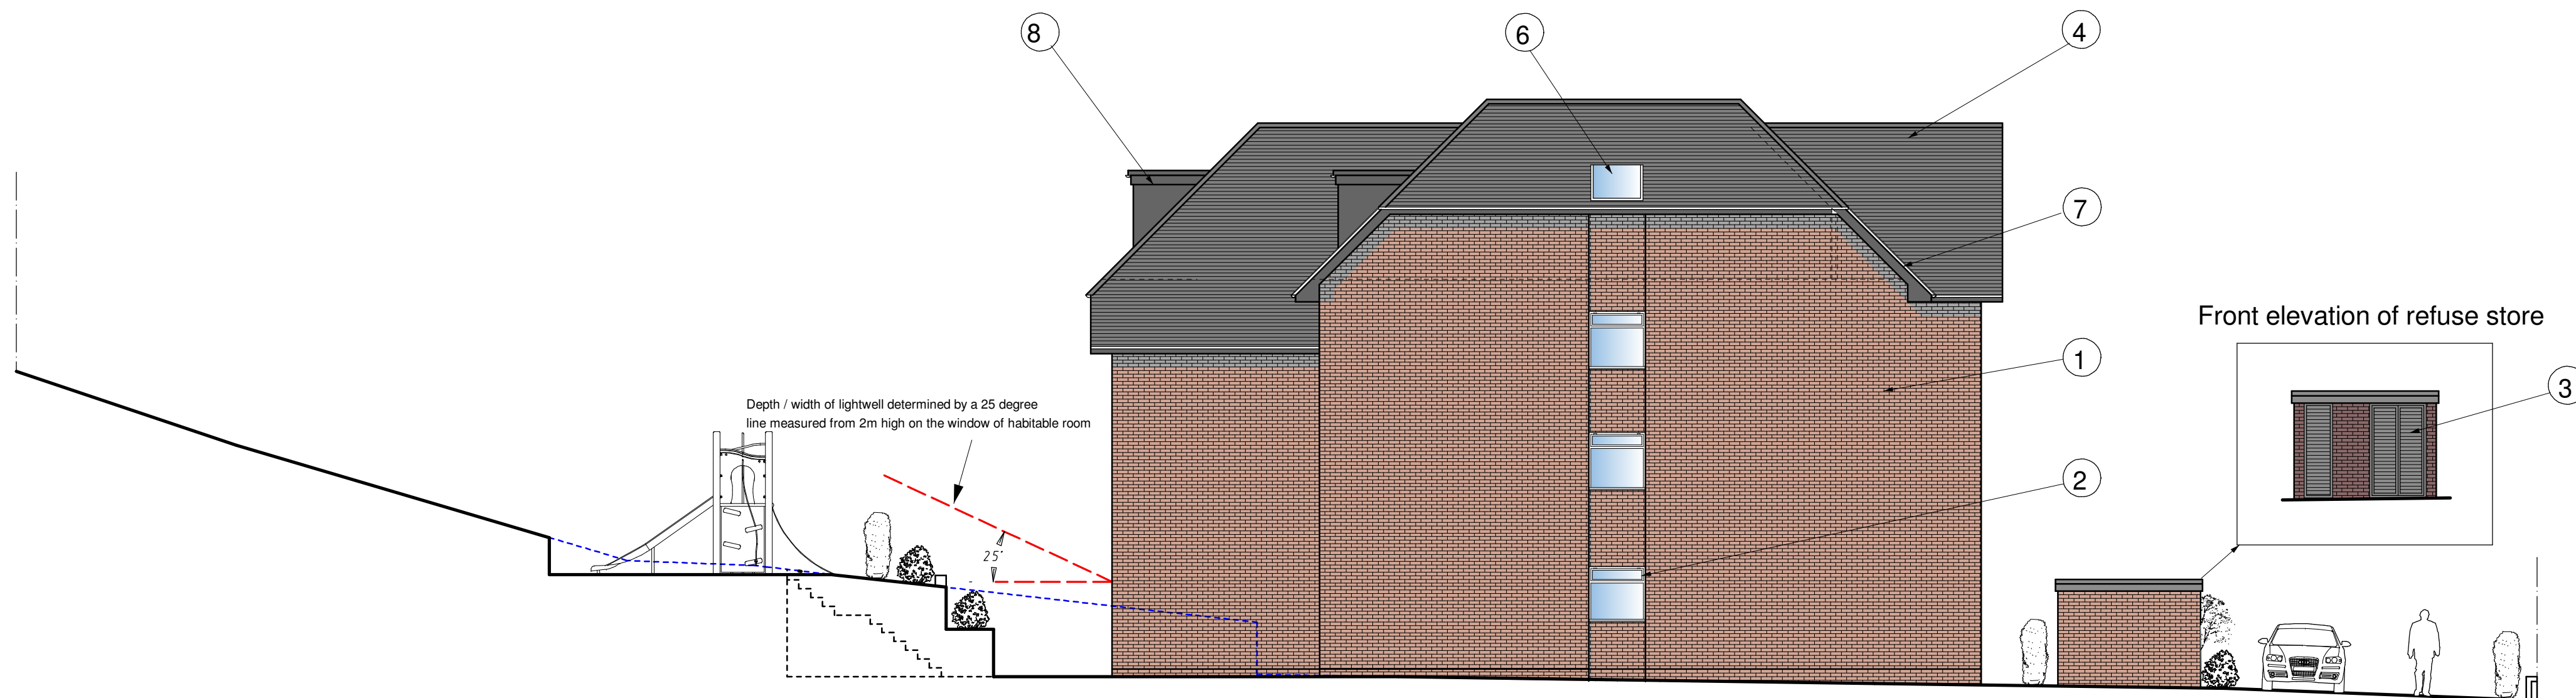 8
6
4
7
Front elevation of refuse store
1
3
Depth / width of lightwell determined by a 25 degree
line measured from 2m high on the window of habitable room
2
25°